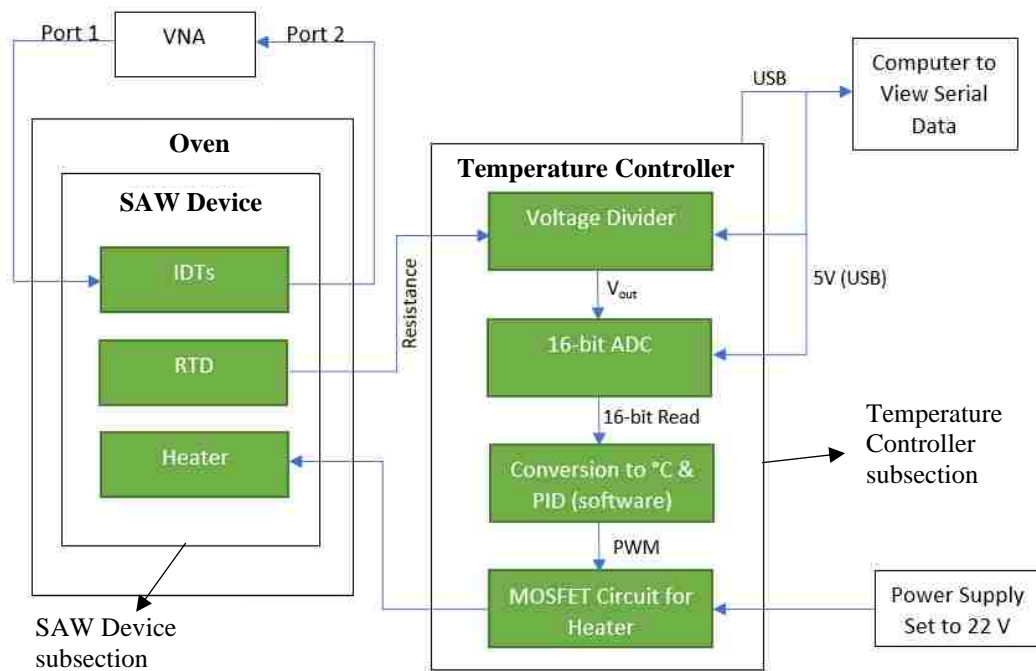 Port 1
VNA
Port 2
USB
Computer to
View Serial
Data
Oven
SAW Device
IDTs
RTD
Heater
Resistance
Temperature Controller
Voltage Divider
Vout
5V (USB)
16-bit ADC
16-bit Read
Conversion to °C &
PID (software)
PWM
MOSFET Circuit for
Heater
Temperature
Controller
subsection
Power Supply
Set to 22 V
SAW Device
subsection